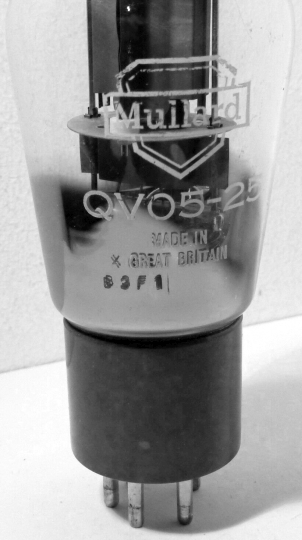 Mullard
QV05-25
MADE IN
GREAT BRITAIN
93F1